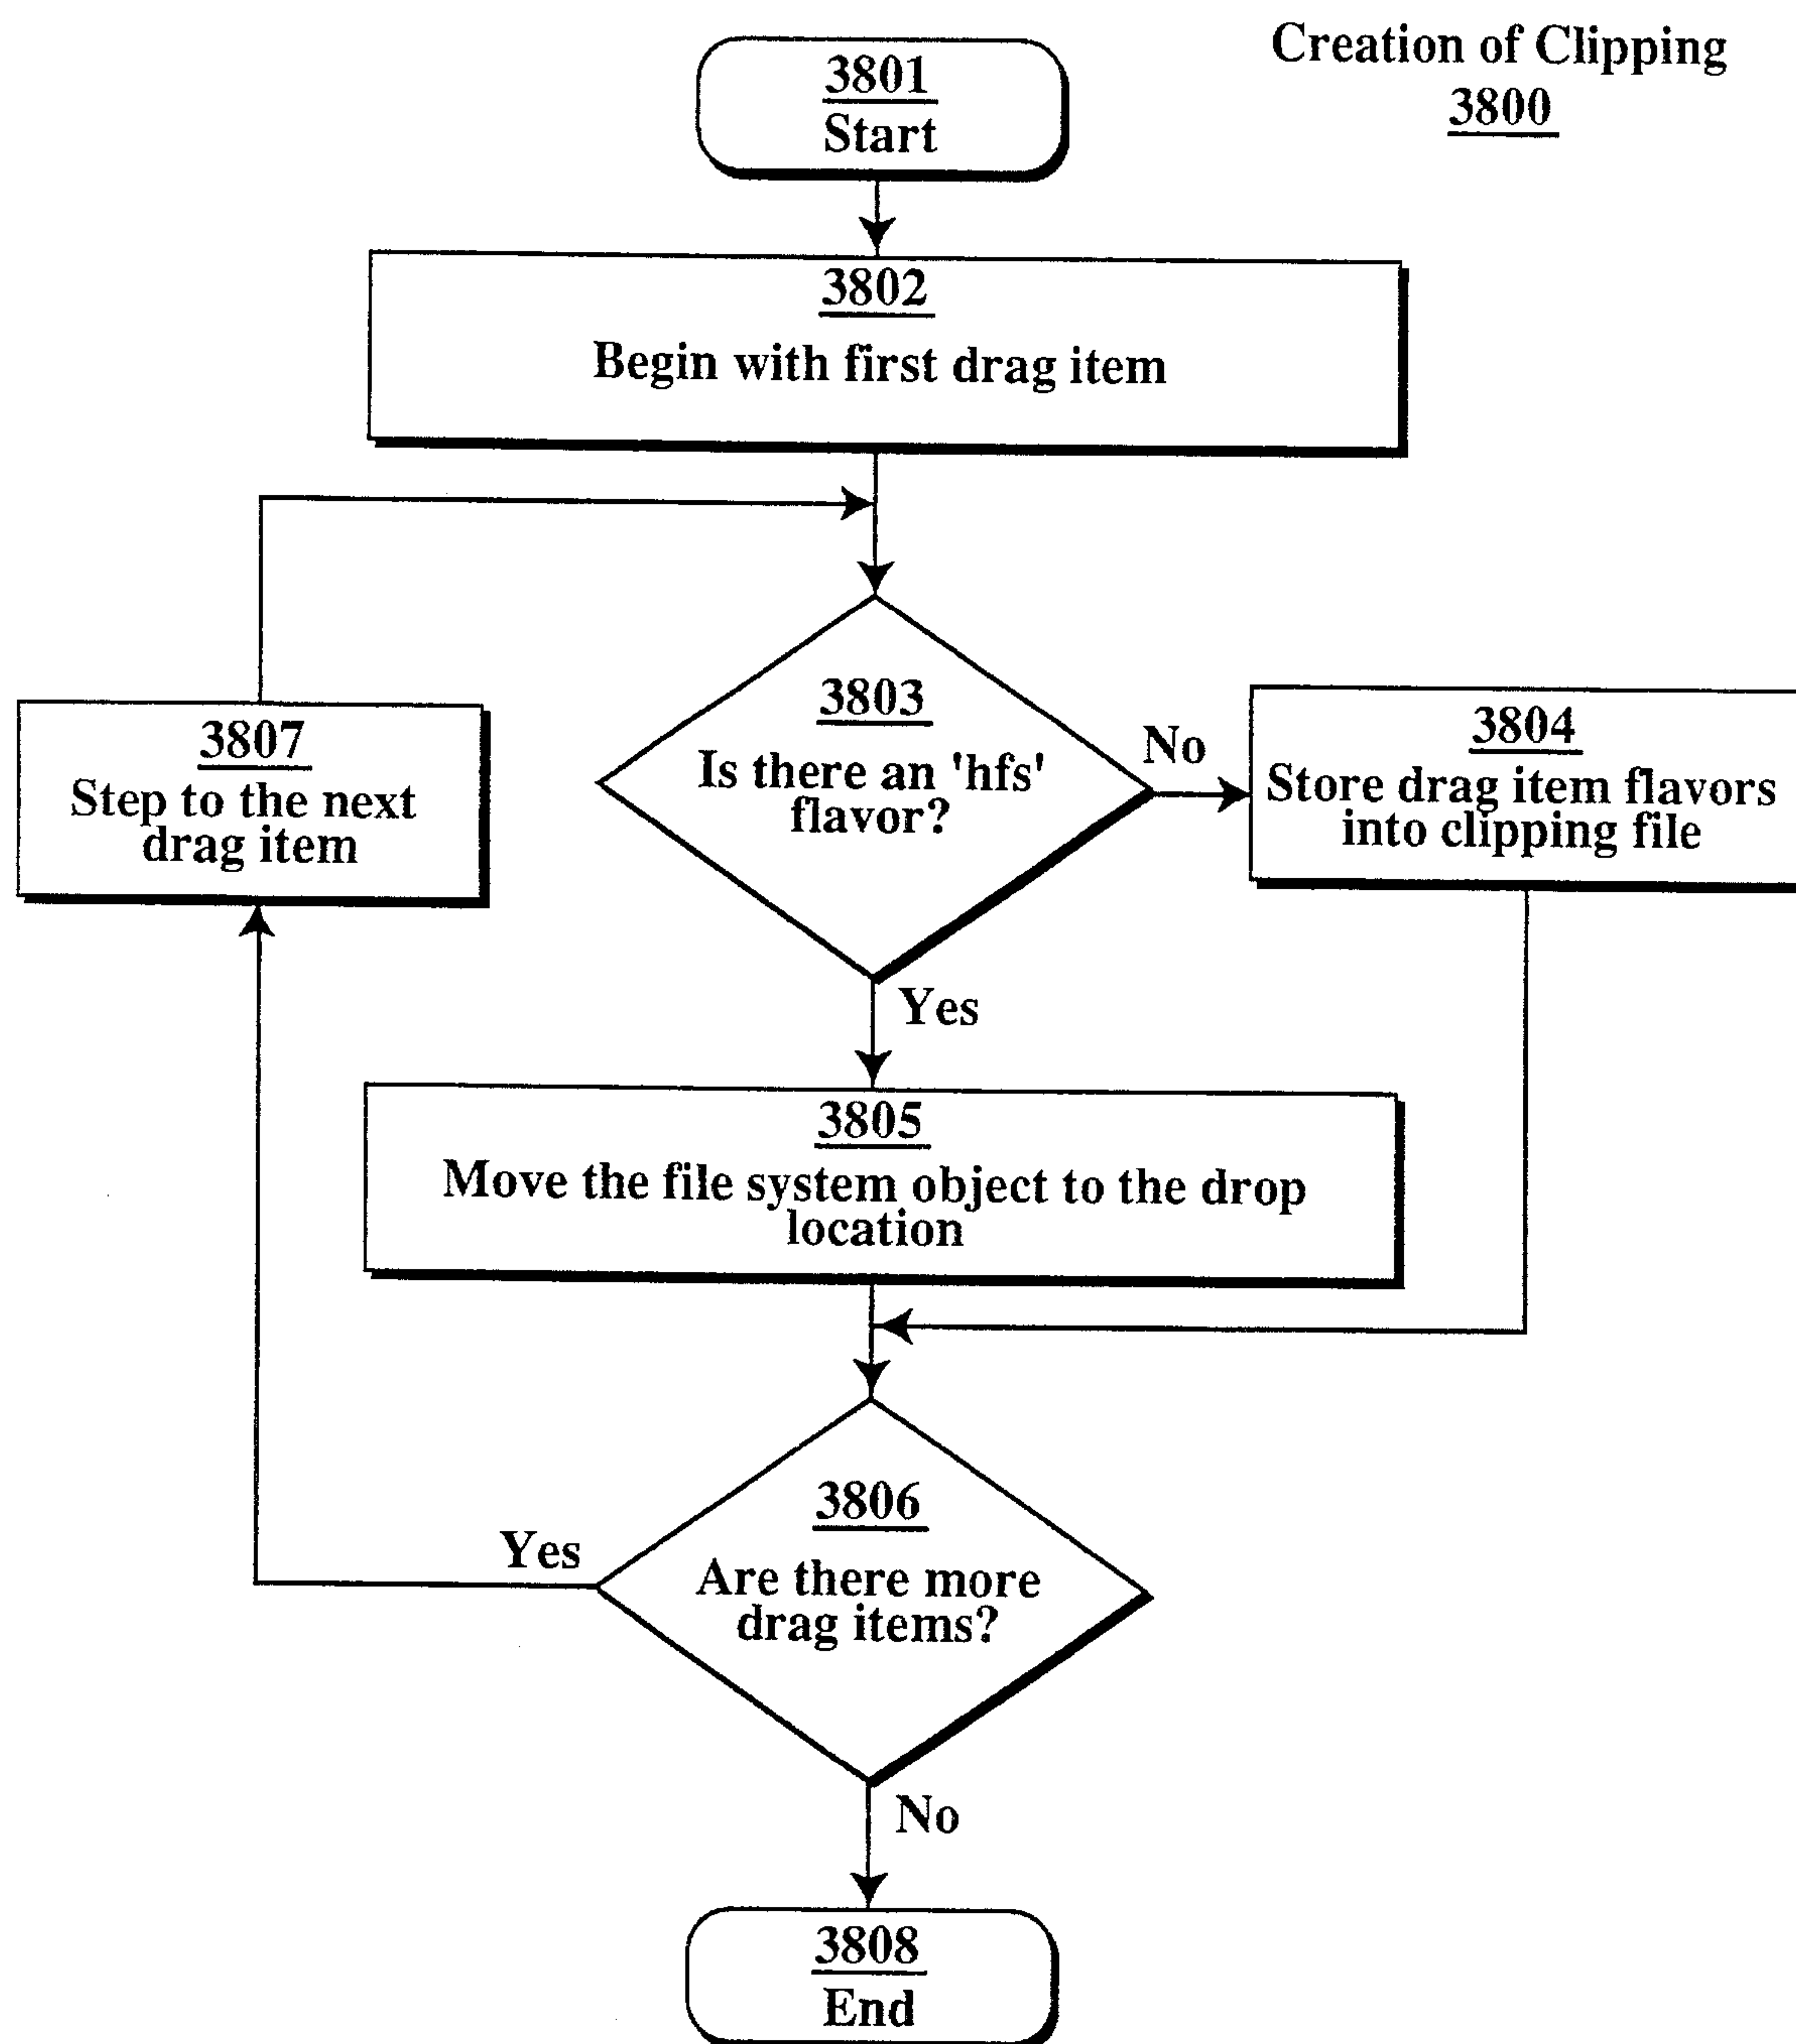 Creation of Clipping
3800
3801
Start
3802
Begin with first drag item
3803
Is there an 'hfs'
flavor?
No
3804
Store drag item flavors
into clipping file
3807
Step to the next
drag item
Yes
3805
Move the file system object to the drop
location
3806
Are there more
drag items?
Yes
No
3808
End